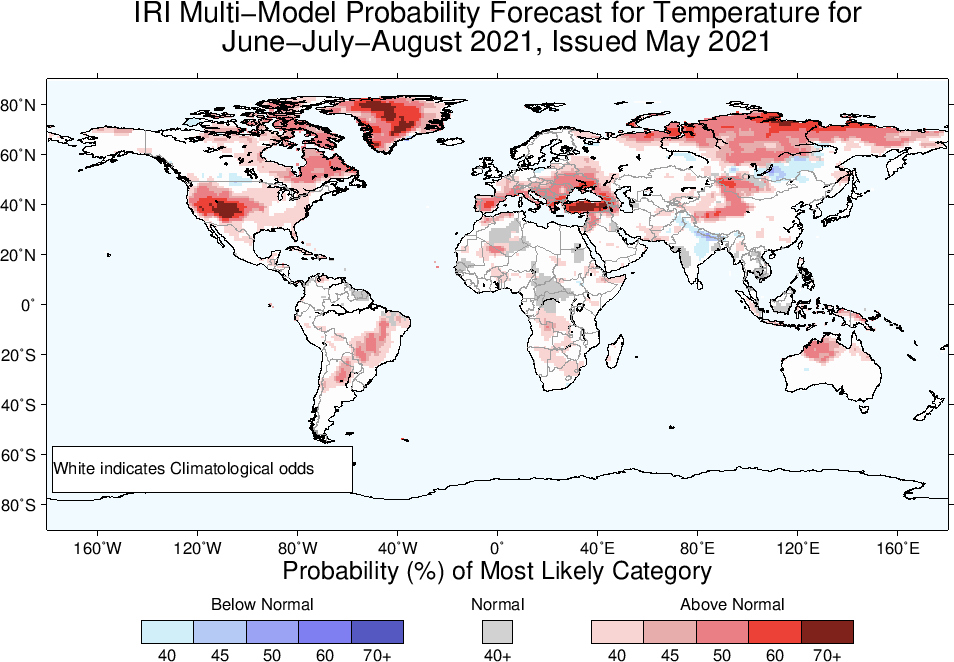 IRI Multi−Model Probability Forecast for Temperature for
June−July−August 2021, Issued May 2021
80˚N
60˚N
40˚N
20˚N
0˚
20˚S
40˚S
60˚S
80˚S
White indicates Climatological odds
160˚W 120˚W 80˚W 40˚W 0˚ 40˚E 80˚E 120˚E 160˚E
Probability (%) of Most Likely Category
Below Normal Normal Above Normal
40 45 50 60 70+ 40+ 40 45 50 60 70+